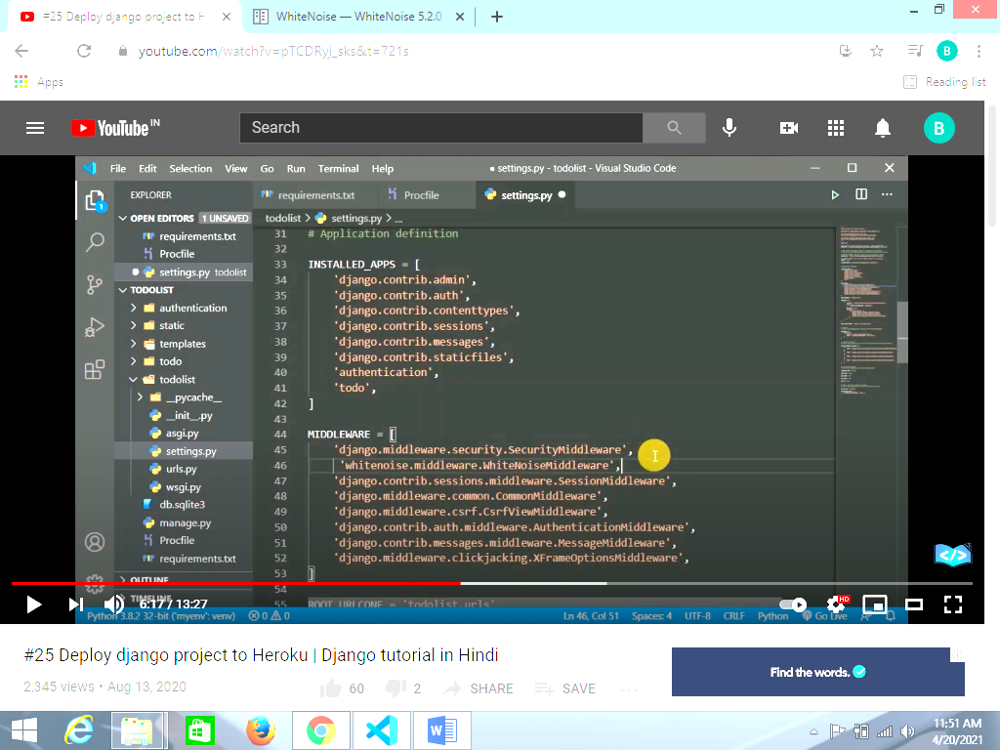 #25 Deploy django project to H
WhiteNoise — WhiteNoise 5.2.0
youtube.com/watch?v=pTCDRyj_sks&t=721s
B
Apps
Reading list
YouTube IN
Search
B
File Edit Selection View Go Run Terminal Help
● settings.py - todolist - Visual Studio Code
EXPLORER
requirements.txt
Procfile
settings.py
1
OPEN EDITORS 1 UNSAVED
requirements.txt
Procfile
settings.py todolist
TODOLIST
authentication
static
templates
todo
todolist
__pycache__
__init__.py
asgi.py
settings.py
urls.py
wsgi.py
db.sqlite3
manage.py
Procfile
requirements.txt
OUTLINE
TIMELINE
todolist > settings.py > ...
31 # Application definition
32
33 INSTALLED_APPS = [
34 'django.contrib.admin',
35 'django.contrib.auth',
36 'django.contrib.contenttypes',
37 'django.contrib.sessions',
38 'django.contrib.messages',
39 'django.contrib.staticfiles',
40 'authentication',
41 'todo',
42 ]
43
44 MIDDLEWARE = [
45 'django.middleware.security.SecurityMiddleware',
46 'whitenoise.middleware.WhiteNoiseMiddleware',
47 'django.contrib.sessions.middleware.SessionMiddleware',
48 'django.middleware.common.CommonMiddleware',
49 'django.middleware.csrf.CsrfViewMiddleware',
50 'django.contrib.auth.middleware.AuthenticationMiddleware',
51 'django.contrib.messages.middleware.MessageMiddleware',
52 'django.middleware.clickjacking.XFrameOptionsMiddleware',
53 ]
54
55 ROOT_URLCONF = 'todolist.urls'
</>
6:17 / 13:27
HD
Python 3.8.2 32-bit ('myenv': venv) 0 0
Ln 46, Col 51 Spaces: 4 UTF-8 CRLF Python Go Live
#25 Deploy django project to Heroku | Django tutorial in Hindi
2,345 views • Aug 13, 2020
60
2
SHARE
SAVE
Find the words.
11:51 AM
4/20/2021